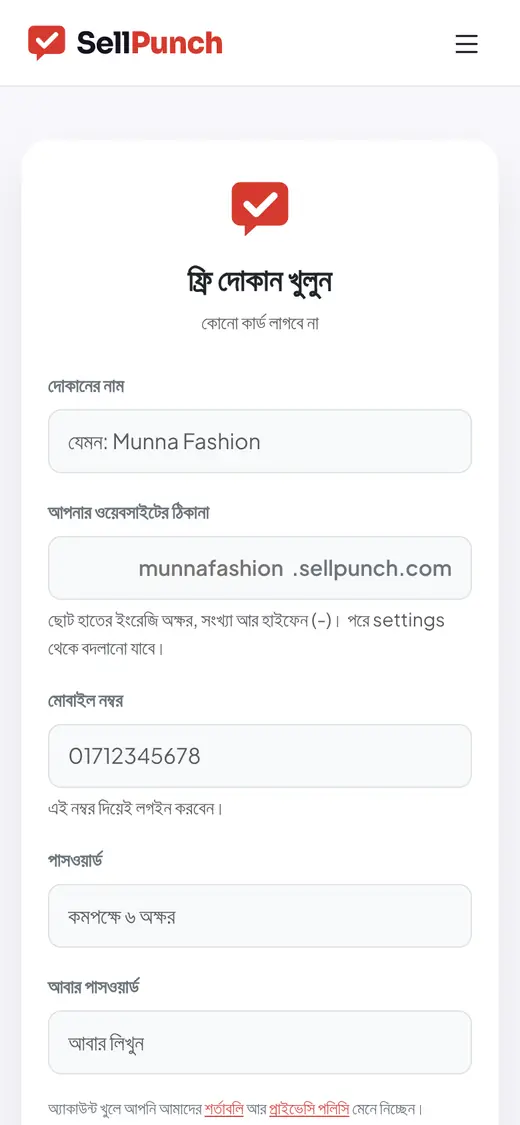 SellPunch
ফ্রি দোকান খুলুন
কোনো কার্ড লাগবে না
দোকানের নাম
যেমন: Munna Fashion
আপনার ওয়েবসাইটের ঠিকানা
munnafashion .sellpunch.com
ছোট হাতের ইংরেজি অক্ষর, সংখ্যা আর হাইফেন (-)। পরে settings
থেকে বদলানো যাবে।
মোবাইল নম্বর
01712345678
এই নম্বর দিয়েই লগইন করবেন।
পাসওয়ার্ড
কমপক্ষে ৬ অক্ষর
আবার পাসওয়ার্ড
আবার লিখুন
অ্যাকাউন্ট খুলে আপনি আমাদের শর্তাবলি আর প্রাইভেসি পলিসি মেনে নিচ্ছেন।